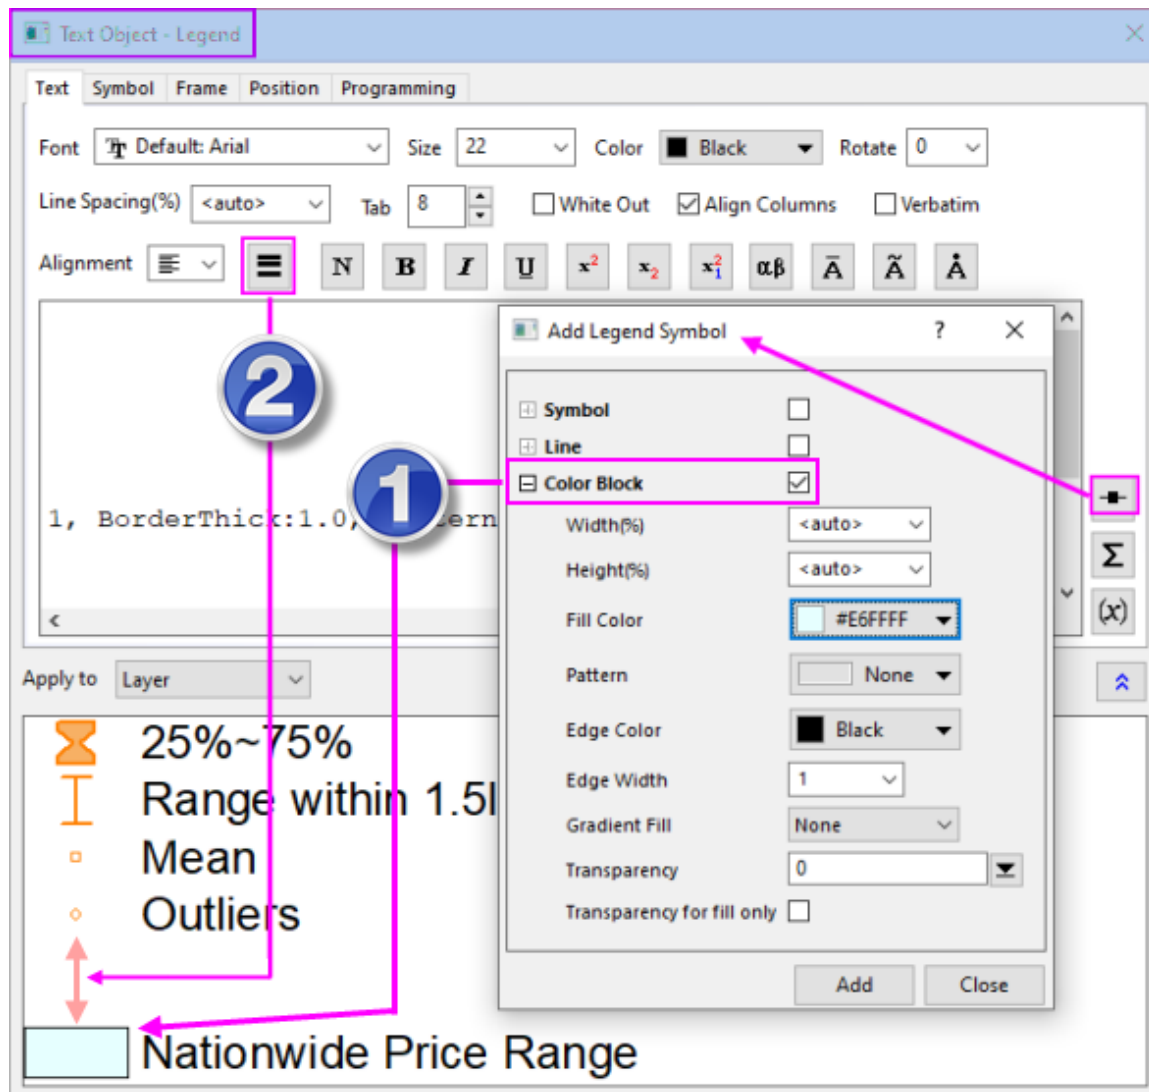 Text Object - Legend
Text Symbol Frame Position Programming
Font Default: Arial Size 22 Color Black Rotate 0
Line Spacing(%) <auto> Tab 8 White Out Align Columns Verbatim
Alignment N B I U x² x₂ x₁² αβ Ā Ã Ȧ
Add Legend Symbol ?
2
Symbol
Line
1
Color Block
1, BorderThick:1.0,
Width(%) <auto>
Height(%) <auto>
Σ
Fill Color #E6FFFF
(x)
Apply to Layer
Pattern None
Edge Color Black
Edge Width 1
Gradient Fill None
Transparency 0
Transparency for fill only
Add Close
25%~75%
Range within 1.5I
Mean
Outliers
Nationwide Price Range